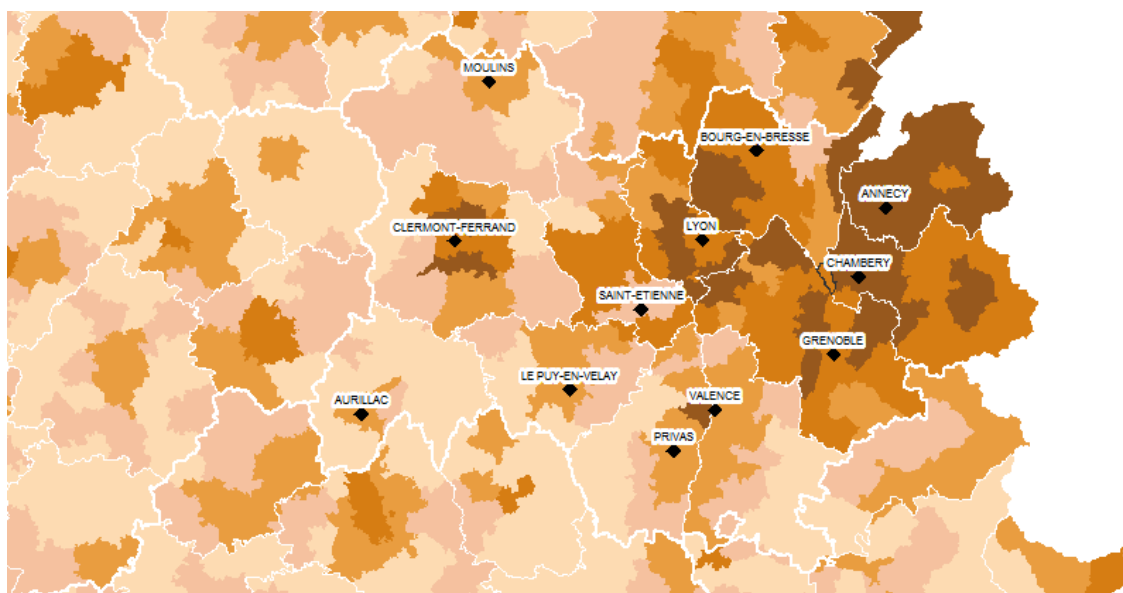 MOULINS
BOURG-EN-BRESSE
ANNECY
CLERMONT-FERRAND
LYON
CHAMBERY
SAINT-ETIENNE
GRENOBLE
LE PUY-EN-VELAY
AURILLAC
VALENCE
PRIVAS